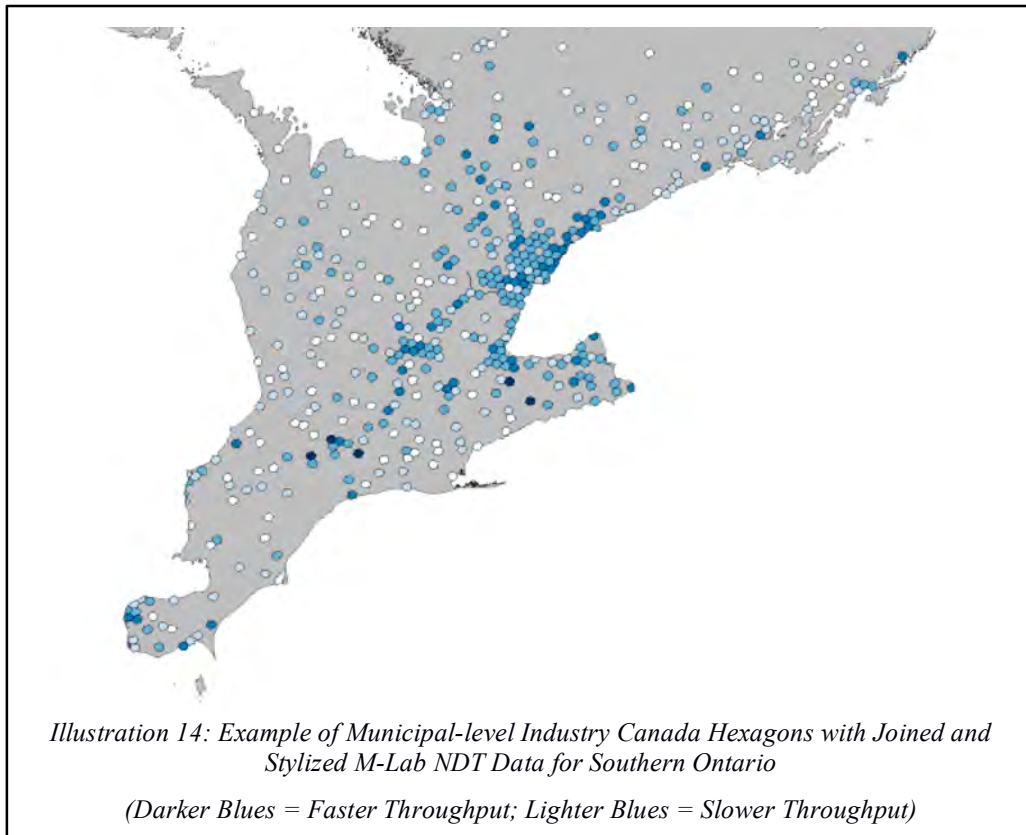 Illustration 14: Example of Municipal-level Industry Canada Hexagons with Joined and
Stylized M-Lab NDT Data for Southern Ontario
(Darker Blues = Faster Throughput; Lighter Blues = Slower Throughput)